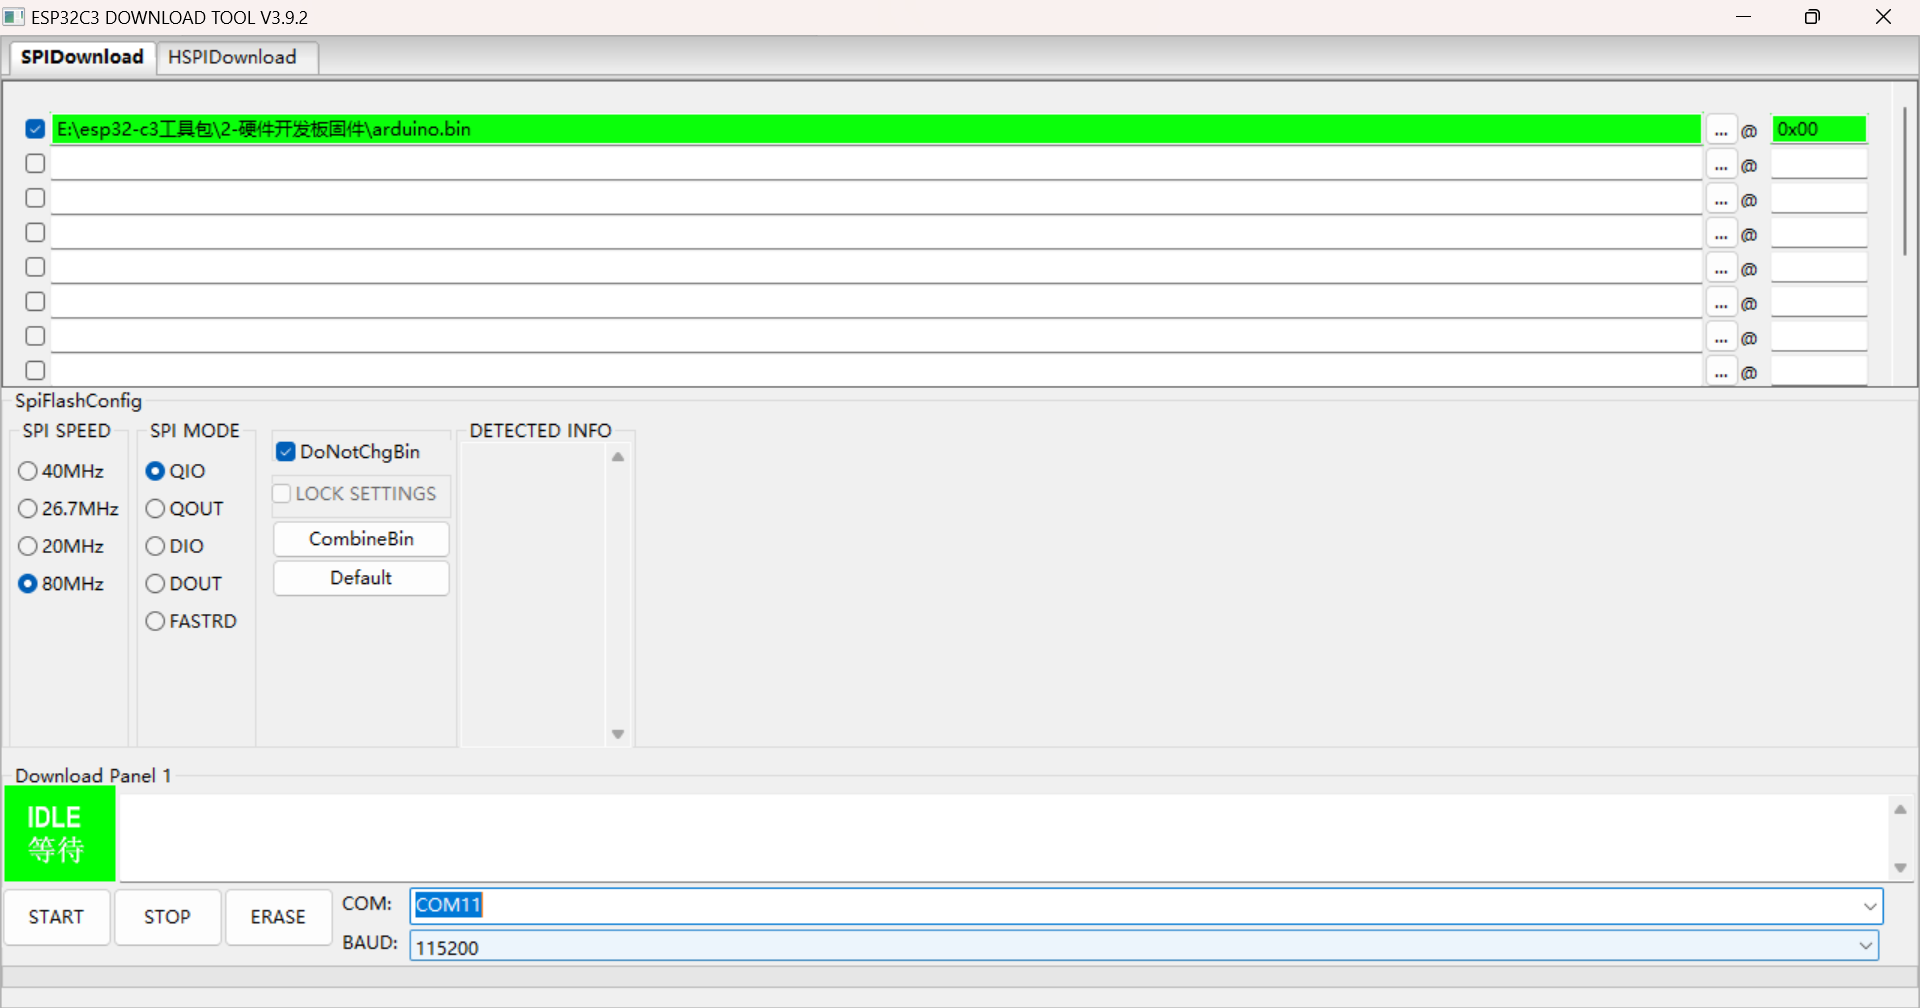 ESP32C3 DOWNLOAD TOOL V3.9.2
SPIDownload HSPIDownload
E:\esp32-c3工具包\2-硬件开发板固件\arduino.bin ... @ 0x00
... @
... @
... @
... @
... @
... @
... @
SpiFlashConfig
SPI SPEED
40MHz
26.7MHz
20MHz
80MHz
SPI MODE
QIO
QOUT
DIO
DOUT
FASTRD
DoNotChgBin
LOCK SETTINGS
CombineBin
Default
DETECTED INFO
Download Panel 1
IDLE
等待
START STOP ERASE
COM: COM11
BAUD: 115200